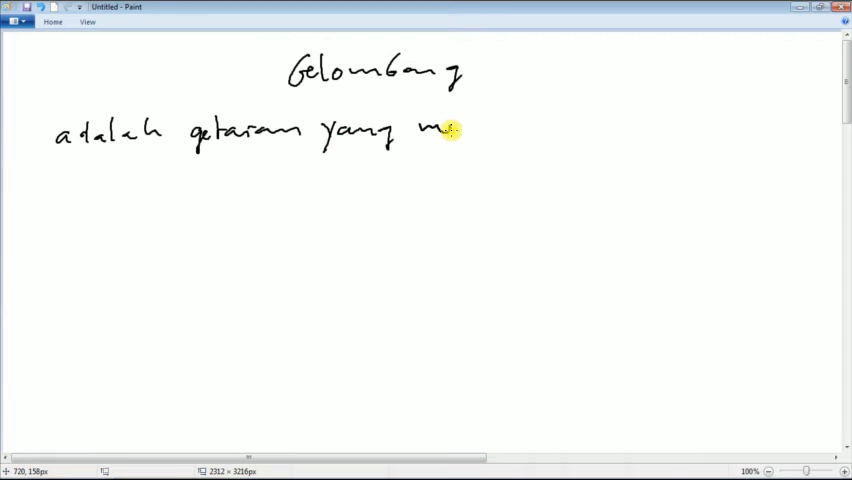 Untitled - Paint
Home View
Gelombang
adalah getaran yang
720, 158px
2312 × 3216px
100%